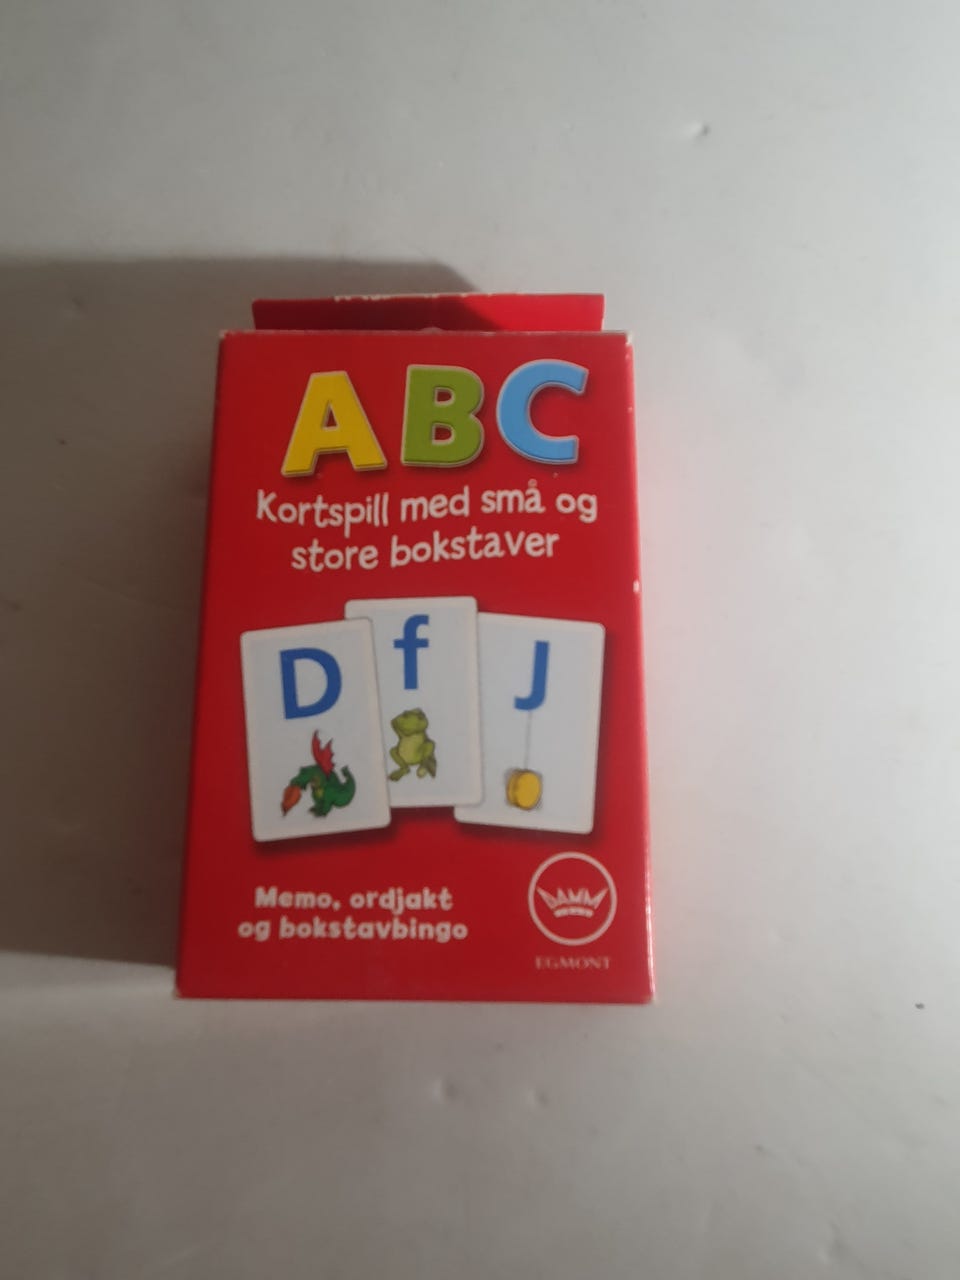 ABC
Kortspill med små og
store bokstaver
D
f
J
Memo, ordjakt
og bokstavbingo
DAMM
EGMONT